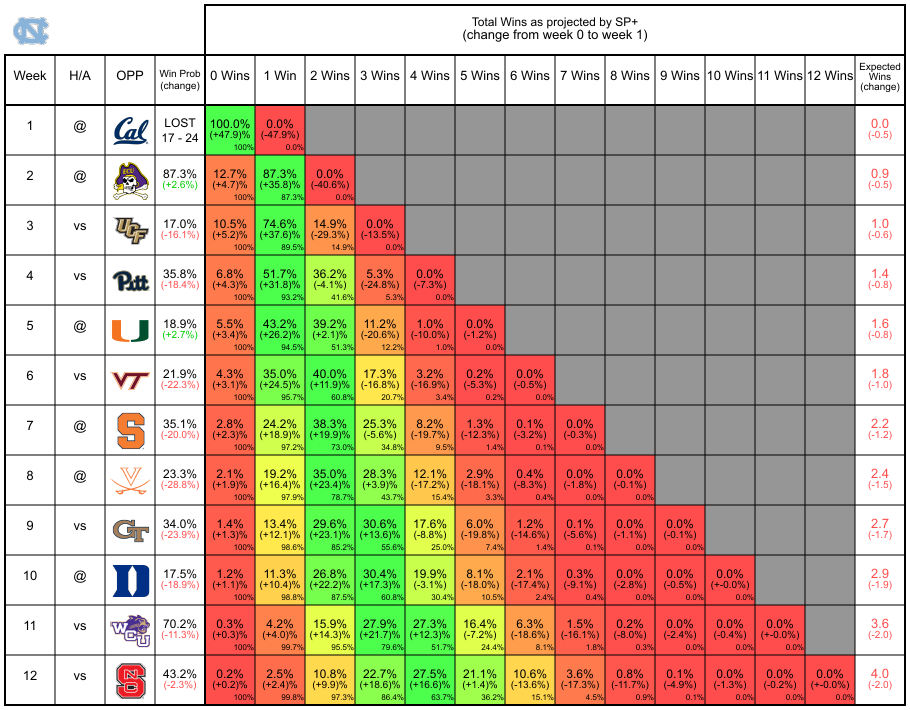 NC
Total Wins as projected by SP+
(change from week 0 to week 1)
Week H/A OPP Win Prob (change) 0 Wins 1 Win 2 Wins 3 Wins 4 Wins 5 Wins 6 Wins 7 Wins 8 Wins 9 Wins 10 Wins 11 Wins 12 Wins Expected Wins (change)
1 @ Cal LOST 100.0% 0.0% 0.0
17 - 24 (+47.9)% (-47.9)% (-0.5)
100% 0.0%
2 @ ECU 87.3% 12.7% 87.3% 0.0% 0.9
(+2.6%) (+4.7)% (+35.8)% (-40.6)% (-0.5)
100% 87.3% 0.0%
3 vs UCF 17.0% 10.5% 74.6% 14.9% 0.0% 1.0
(-16.1%) (+5.2)% (+37.6)% (-29.3)% (-13.5)% (-0.6)
100% 89.5% 14.9% 0.0%
4 vs Pitt 35.8% 6.8% 51.7% 36.2% 5.3% 0.0% 1.4
(-18.4%) (+4.3)% (+31.8)% (-4.1)% (-24.8)% (-7.3)% (-0.8)
100% 93.2% 41.6% 5.3% 0.0%
5 @ 18.9% 5.5% 43.2% 39.2% 11.2% 1.0% 0.0% 1.6
(+2.7%) (+3.4)% (+26.2)% (+2.1)% (-20.6)% (-10.0)% (-1.2)% (-0.8)
100% 94.5% 51.3% 12.2% 1.0% 0.0%
6 vs VT 21.9% 4.3% 35.0% 40.0% 17.3% 3.2% 0.2% 0.0% 1.8
(-22.3%) (+3.1)% (+24.5)% (+11.9)% (-16.8)% (-16.9)% (-5.3)% (-0.5)% (-1.0)
100% 95.7% 60.8% 20.7% 3.4% 0.2% 0.0%
7 @ S 35.1% 2.8% 24.2% 38.3% 25.3% 8.2% 1.3% 0.1% 0.0% 2.2
(-20.0%) (+2.3)% (+18.9)% (+19.9)% (-5.6)% (-19.7)% (-12.3)% (-3.2)% (-0.3)% (-1.2)
100% 97.2% 73.0% 34.8% 9.5% 1.4% 0.1% 0.0%
8 @ V 23.3% 2.1% 19.2% 35.0% 28.3% 12.1% 2.9% 0.4% 0.0% 0.0% 2.4
(-28.8%) (+1.9)% (+16.4)% (+23.4)% (+3.9)% (-17.2)% (-18.1)% (-8.3)% (-1.8)% (-0.1)% (-1.5)
100% 97.9% 78.7% 43.7% 15.4% 3.3% 0.4% 0.0% 0.0%
9 vs GT 34.0% 1.4% 13.4% 29.6% 30.6% 17.6% 6.0% 1.2% 0.1% 0.0% 0.0% 2.7
(-23.9%) (+1.3)% (+12.1)% (+23.1)% (+13.6)% (-8.8)% (-19.8)% (-14.6)% (-5.6)% (-1.1)% (-0.1)% (-1.7)
100% 98.6% 85.2% 55.6% 25.0% 7.4% 1.4% 0.1% 0.0% 0.0%
10 @ D 17.5% 1.2% 11.3% 26.8% 30.4% 19.9% 8.1% 2.1% 0.3% 0.0% 0.0% 0.0% 2.9
(-18.9%) (+1.1)% (+10.4)% (+22.2)% (+17.3)% (-3.1)% (-18.0)% (-17.4)% (-9.1)% (-2.8)% (-0.5)% (+-0.0)% (-1.9)
100% 98.8% 87.5% 60.8% 30.4% 10.5% 2.4% 0.4% 0.0% 0.0% 0.0%
11 vs WCU 70.2% 0.3% 4.2% 15.9% 27.9% 27.3% 16.4% 6.3% 1.5% 0.2% 0.0% 0.0% 0.0% 3.6
(-11.3%) (+0.3)% (+4.0)% (+14.3)% (+21.7)% (+12.3)% (-7.2)% (-18.6)% (-16.1)% (-8.0)% (-2.4)% (-0.4)% (+-0.0)% (-2.0)
100% 99.7% 95.5% 79.6% 51.7% 24.4% 8.1% 1.8% 0.3% 0.0% 0.0% 0.0%
12 vs S 43.2% 0.2% 2.5% 10.8% 22.7% 27.5% 21.1% 10.6% 3.6% 0.8% 0.1% 0.0% 0.0% 0.0% 4.0
(-2.3%) (+0.2)% (+2.4)% (+9.9)% (+18.6)% (+16.6)% (+1.4)% (-13.6)% (-17.3)% (-11.7)% (-4.9)% (-1.3)% (-0.2)% (+-0.0)% (-2.0)
100% 99.8% 97.3% 86.4% 63.7% 36.2% 15.1% 4.5% 0.9% 0.1% 0.0% 0.0% 0.0%